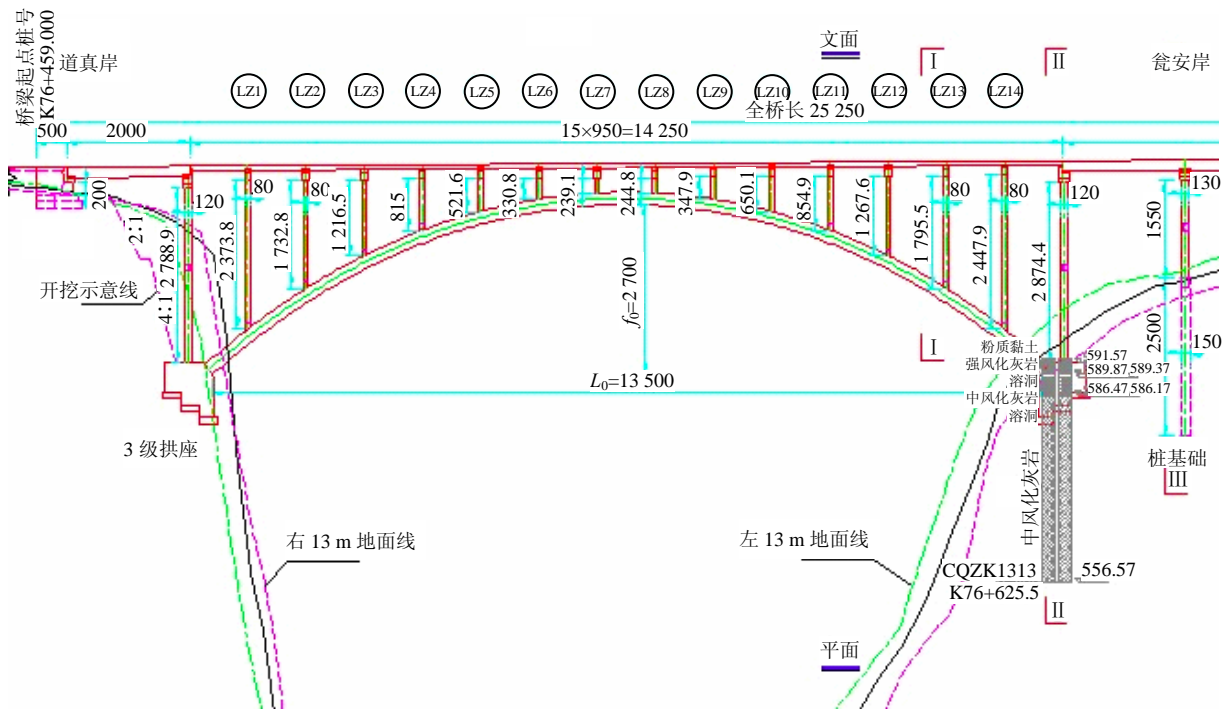 桥梁起点桩号
K76+459.000
道真岸
文面
I
II
瓮安岸
LZ1
LZ2
LZ3
LZ4
LZ5
LZ6
LZ7
LZ8
LZ9
LZ10
LZ11
LZ12
LZ13
LZ14
全桥长 25 250
500
2000
15×950=14 250
200
120
80
80
80
80
120
130
2 788.9
2 373.8
1 732.8
1 216.5
815
521.6
330.8
239.1
244.8
347.9
650.1
854.9
1 267.6
1 795.5
2 447.9
2 874.4
1550
2:1
4:1
开挖示意线
f₀=2 700
I
2500
150
粉质黏土
强风化灰岩
溶洞
中风化灰岩
溶洞
591.57
589.87
589.37
586.47
586.17
L₀=13 500
3 级拱座
桩基础
III
中风化灰岩
右 13 m 地面线
左 13 m 地面线
CQZK1313
K76+625.5
556.57
II
平面